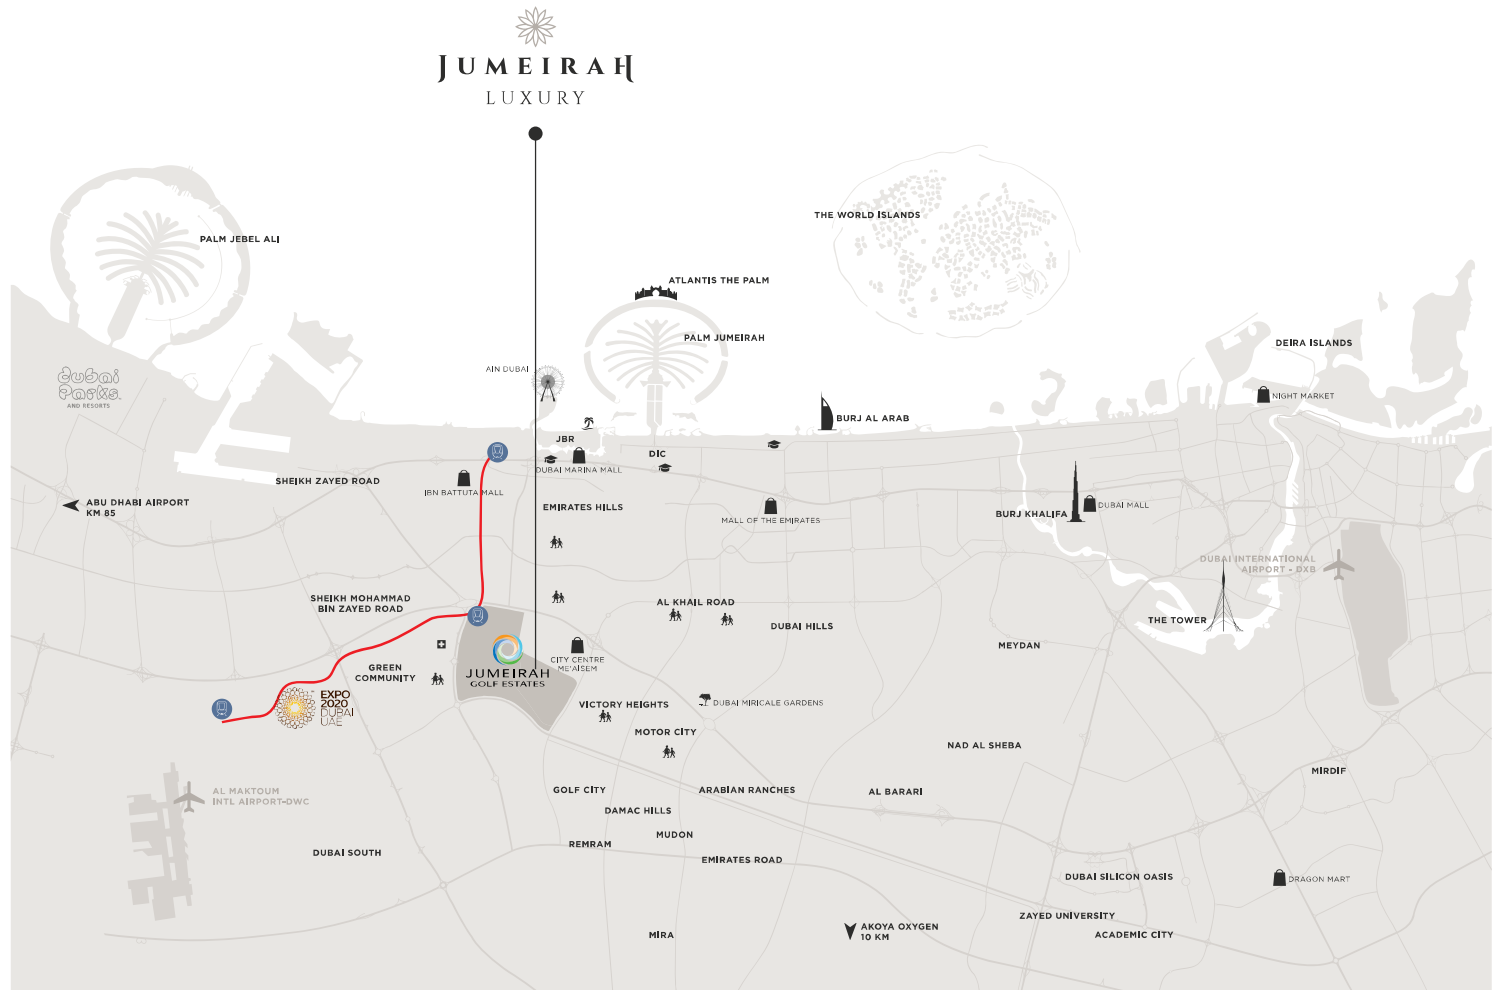 JUMEIRAH
LUXURY
THE WORLD ISLANDS
PALM JEBEL ALI
ATLANTIS THE PALM
PALM JUMEIRAH
DEIRA ISLANDS
AIN DUBAI
dubai
Parks
AND RESORTS
NIGHT MARKET
BURJ AL ARAB
JBR
DIC
DUBAI MARINA MALL
SHEIKH ZAYED ROAD
IBN BATTUTA MALL
ABU DHABI AIRPORT
KM 85
EMIRATES HILLS
MALL OF THE EMIRATES
BURJ KHALIFA
DUBAI MALL
DUBAI INTERNATIONAL
AIRPORT - DXB
SHEIKH MOHAMMAD
BIN ZAYED ROAD
AL KHAIL ROAD
DUBAI HILLS
THE TOWER
MEYDAN
CITY CENTRE
ME'AISEM
GREEN
COMMUNITY
JUMEIRAH
GOLF ESTATES
EXPO
2020
DUBAI
UAE
VICTORY HEIGHTS
DUBAI MIRICALE GARDENS
MOTOR CITY
NAD AL SHEBA
MIRDIF
AL MAKTOUM
INTL AIRPORT-DWC
GOLF CITY
ARABIAN RANCHES
AL BARARI
DAMAC HILLS
MUDON
REMRAM
DUBAI SOUTH
EMIRATES ROAD
DUBAI SILICON OASIS
DRAGON MART
ZAYED UNIVERSITY
AKOYA OXYGEN
10 KM
MIRA
ACADEMIC CITY